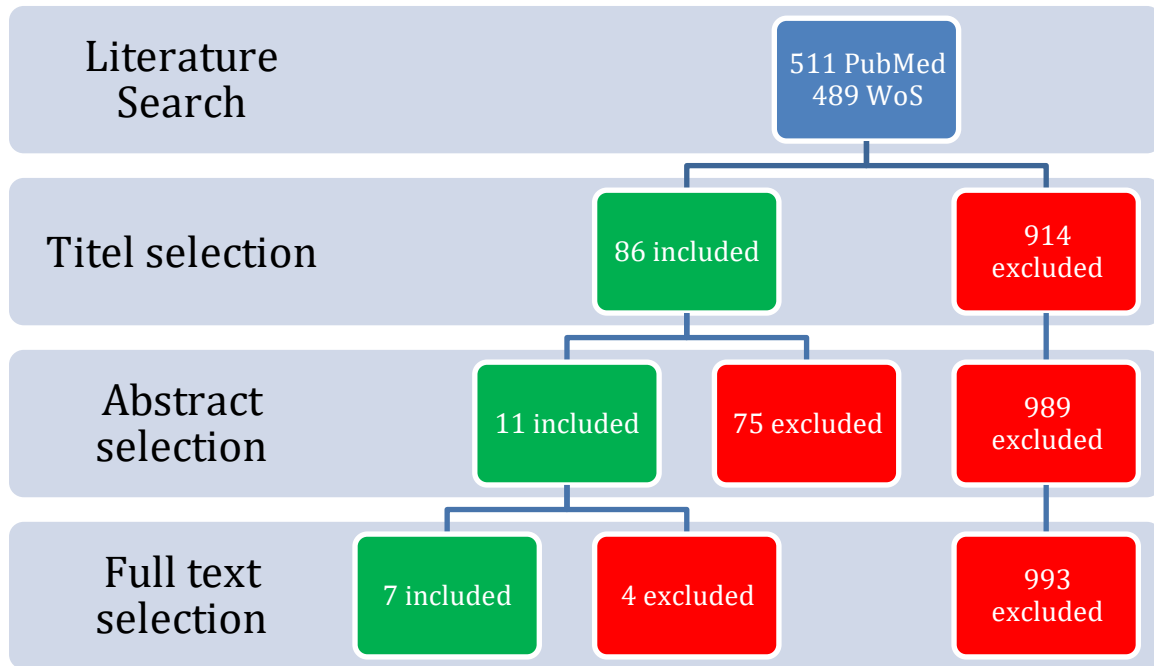 Literature
Search
511 PubMed
489 WoS
Titel selection
86 included
914
excluded
Abstract
selection
11 included
75 excluded
989
excluded
Full text
selection
7 included
4 excluded
993
excluded